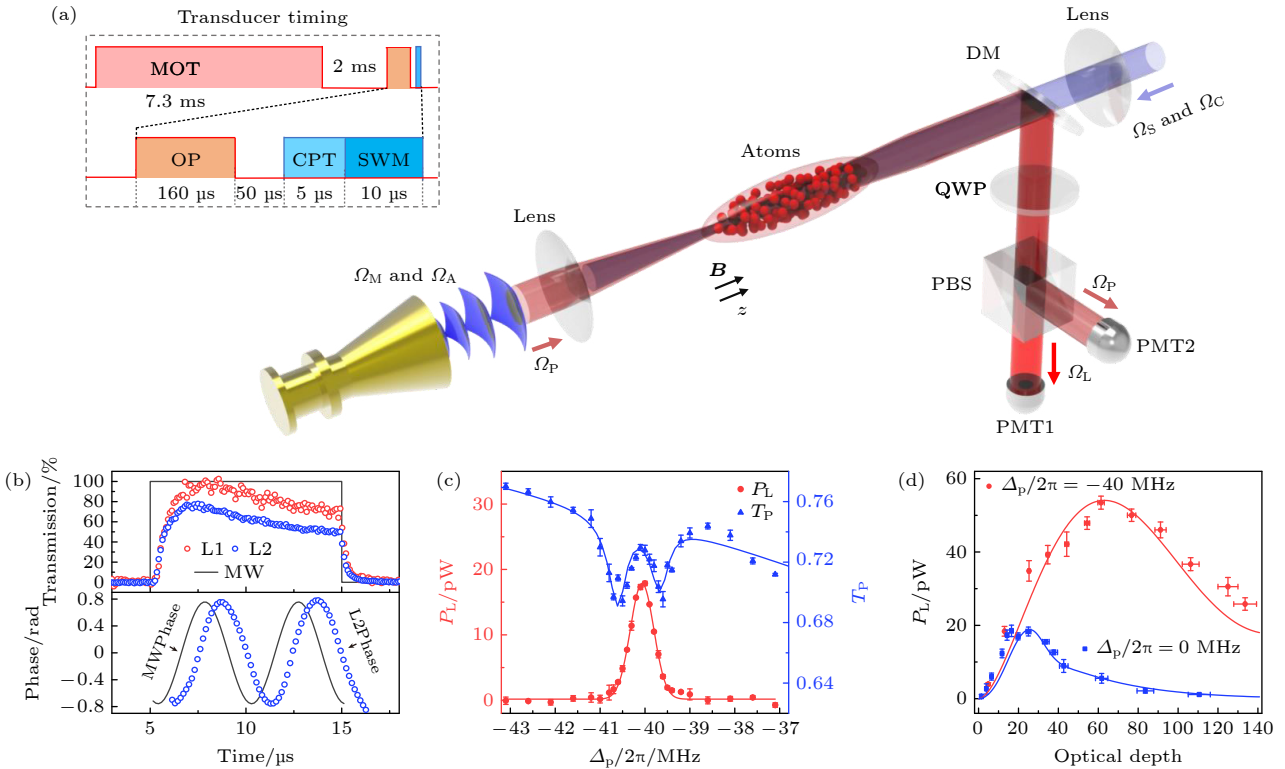 (a)
Transducer timing
MOT
2 ms
7.3 ms
OP
CPT
SWM
160 µs
50 µs
5 µs
10 µs
Lens
DM
Ω_S and Ω_C
Atoms
QWP
Lens
Ω_M and Ω_A
B
z
PBS
Ω_P
Ω_P
PMT2
Ω_L
PMT1
(b)
Transmission/%
100
80
60
40
20
0
L1
L2
MW
Phase/rad
0.8
0.4
0
−0.4
−0.8
MWPhase
L2Phase
5
10
15
Time/µs
(c)
P_L/pW
30
20
10
0
P_L
T_P
0.76
0.72
0.68
0.64
T_P
−43
−42
−41
−40
−39
−38
−37
Δ_p/2π/MHz
(d)
P_L/pW
60
40
20
0
Δ_p/2π = −40 MHz
Δ_p/2π = 0 MHz
0
20
40
60
80
100
120
140
Optical depth